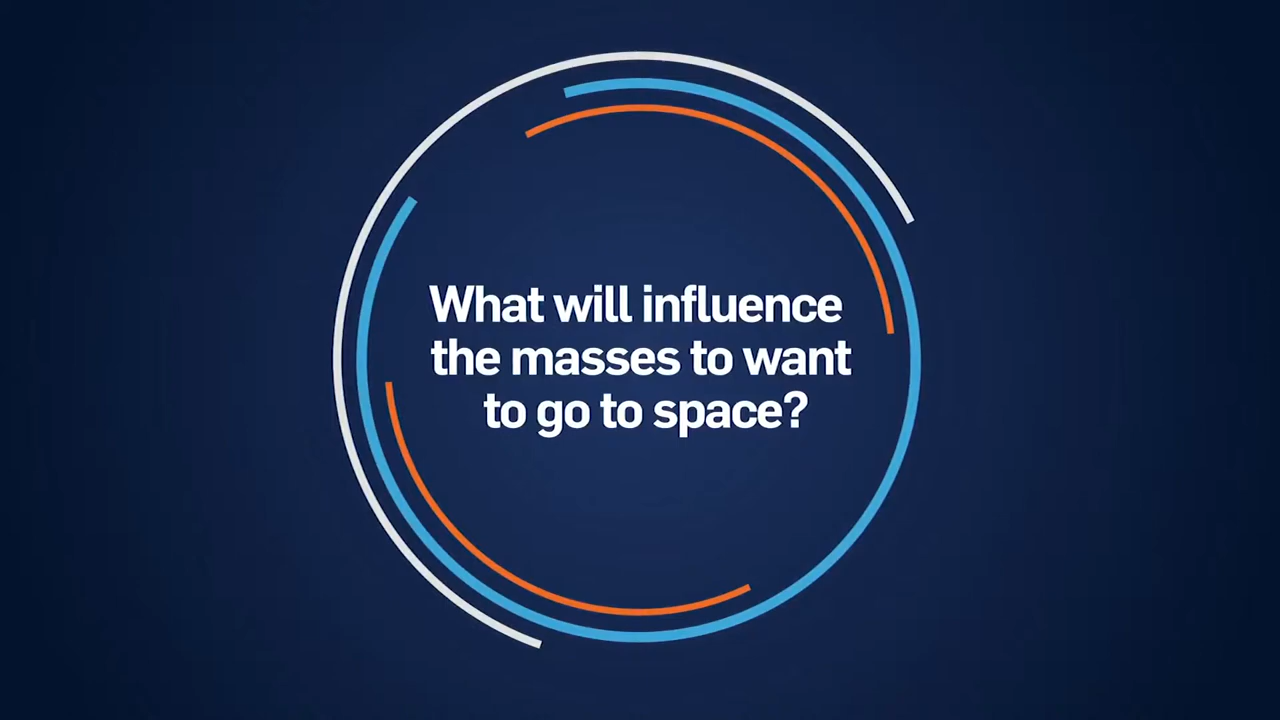 What will influence
the masses to want
to go to space?